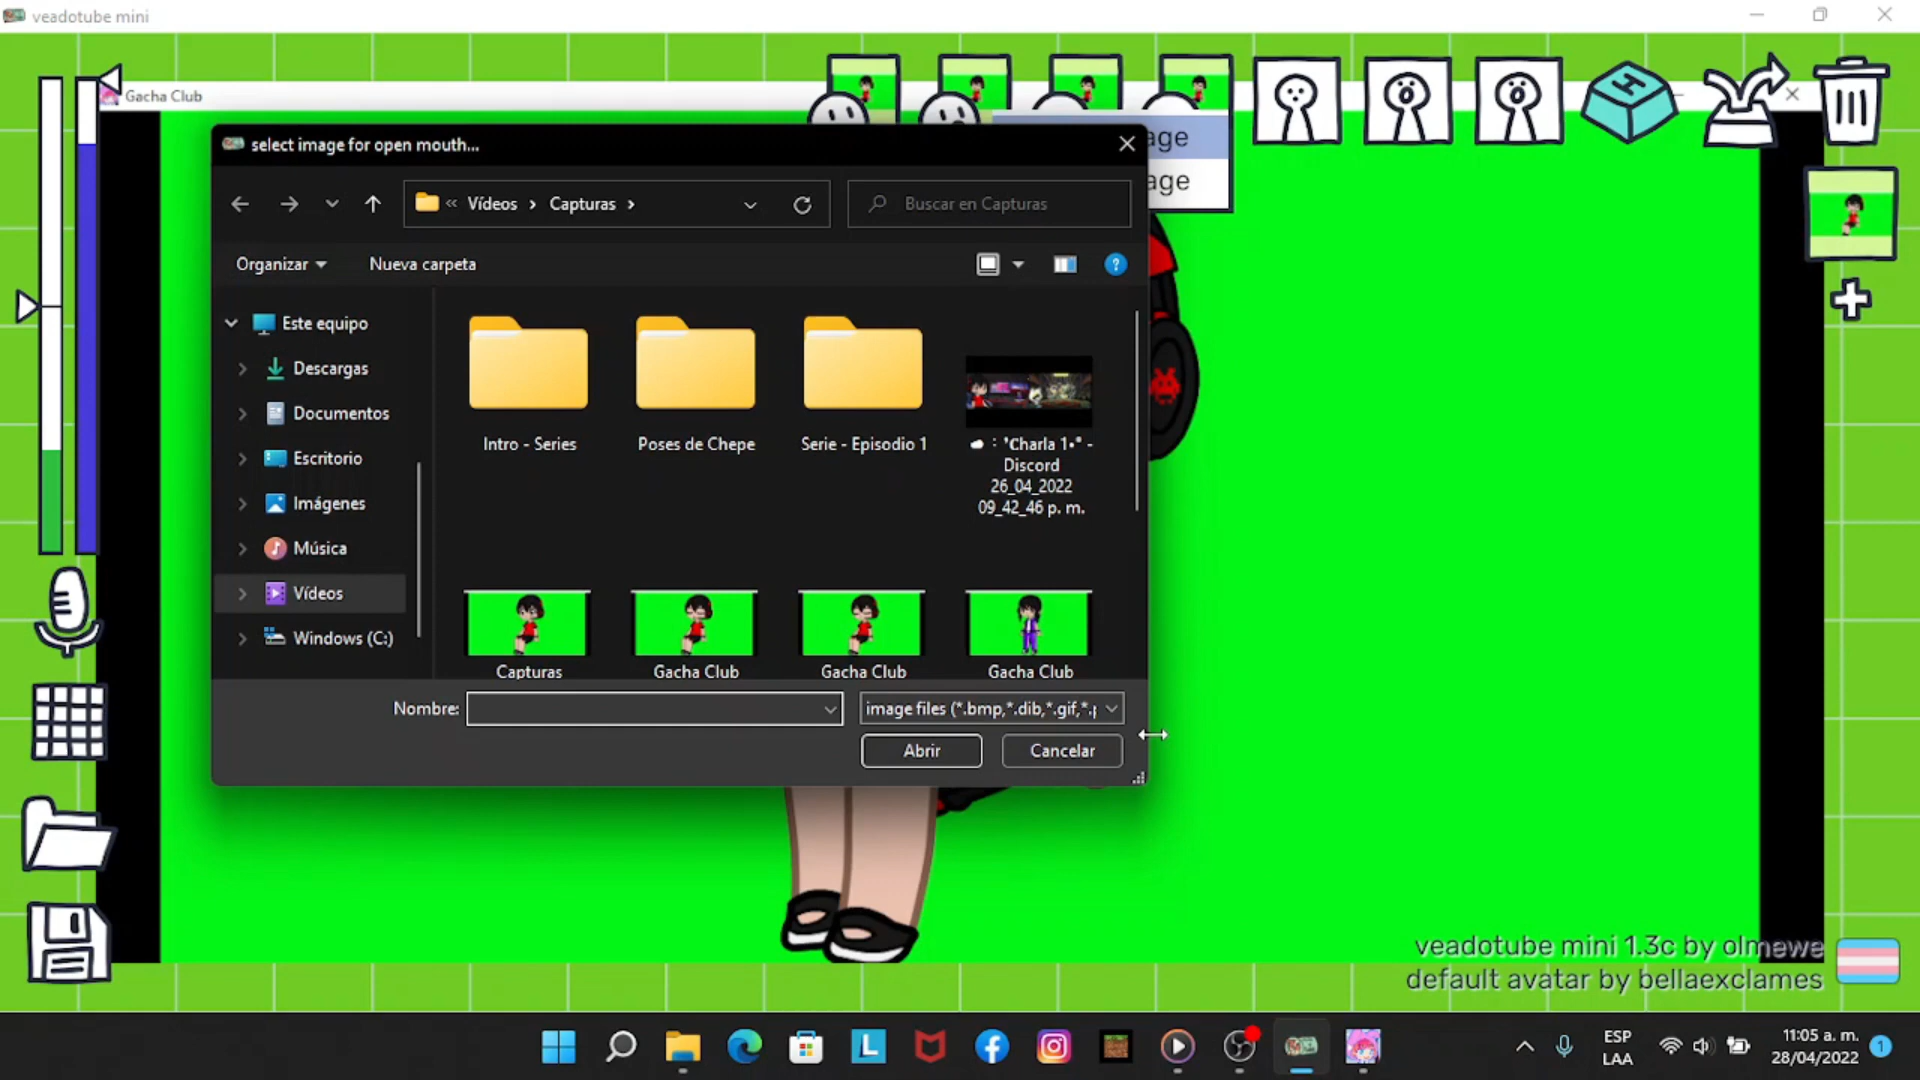 veadotube mini
Gacha Club
select image for open mouth...
age
age
« Vídeos › Capturas ›
Buscar en Capturas
Organizar
Nueva carpeta
?
Este equipo
Descargas
Documentos
Escritorio
Imágenes
Música
Vídeos
Windows (C:)
Intro - Series
Poses de Chepe
Serie - Episodio 1
☁️ : ❜Charla 1•° -
Discord
26_04_2022
09_42_46 p. m.
Capturas
Gacha Club
Gacha Club
Gacha Club
Nombre:
image files (*.bmp,*.dib,*.gif,*.j
Abrir
Cancelar
H
veadotube mini 1.3c by olmewe
default avatar by bellaexclames
L
ESP
LAA
11:05 a. m.
28/04/2022
1